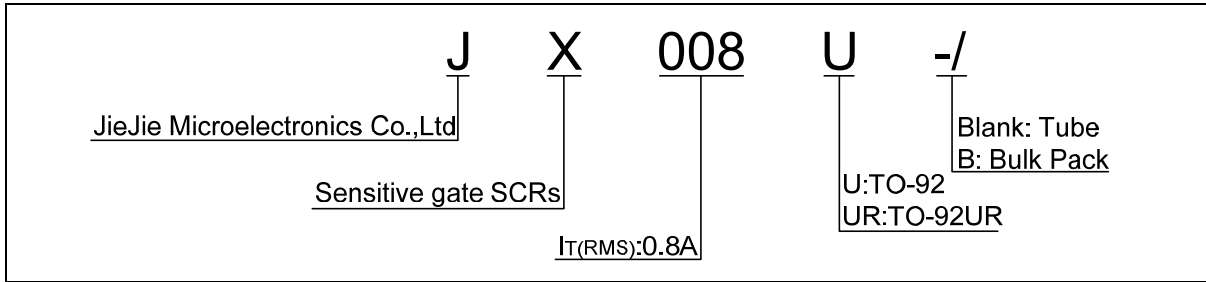 J X 008 U -/
JieJie Microelectronics Co.,Ltd
Blank: Tube
B: Bulk Pack
Sensitive gate SCRs
U:TO-92
UR:TO-92UR
IT(RMS):0.8A